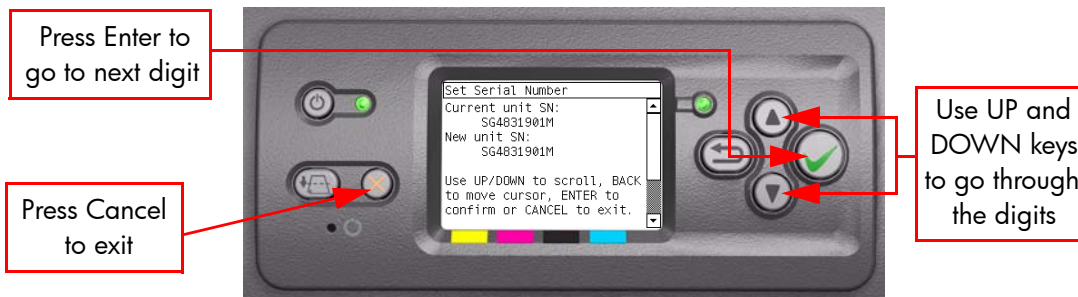 Press Enter to
go to next digit
Press Cancel
to exit
Set Serial Number
Current unit SN:
SG4831901M
New unit SN:
SG4831901M
Use UP/DOWN to scroll, BACK
to move cursor, ENTER to
confirm or CANCEL to exit.
Use UP and
DOWN keys
to go through
the digits